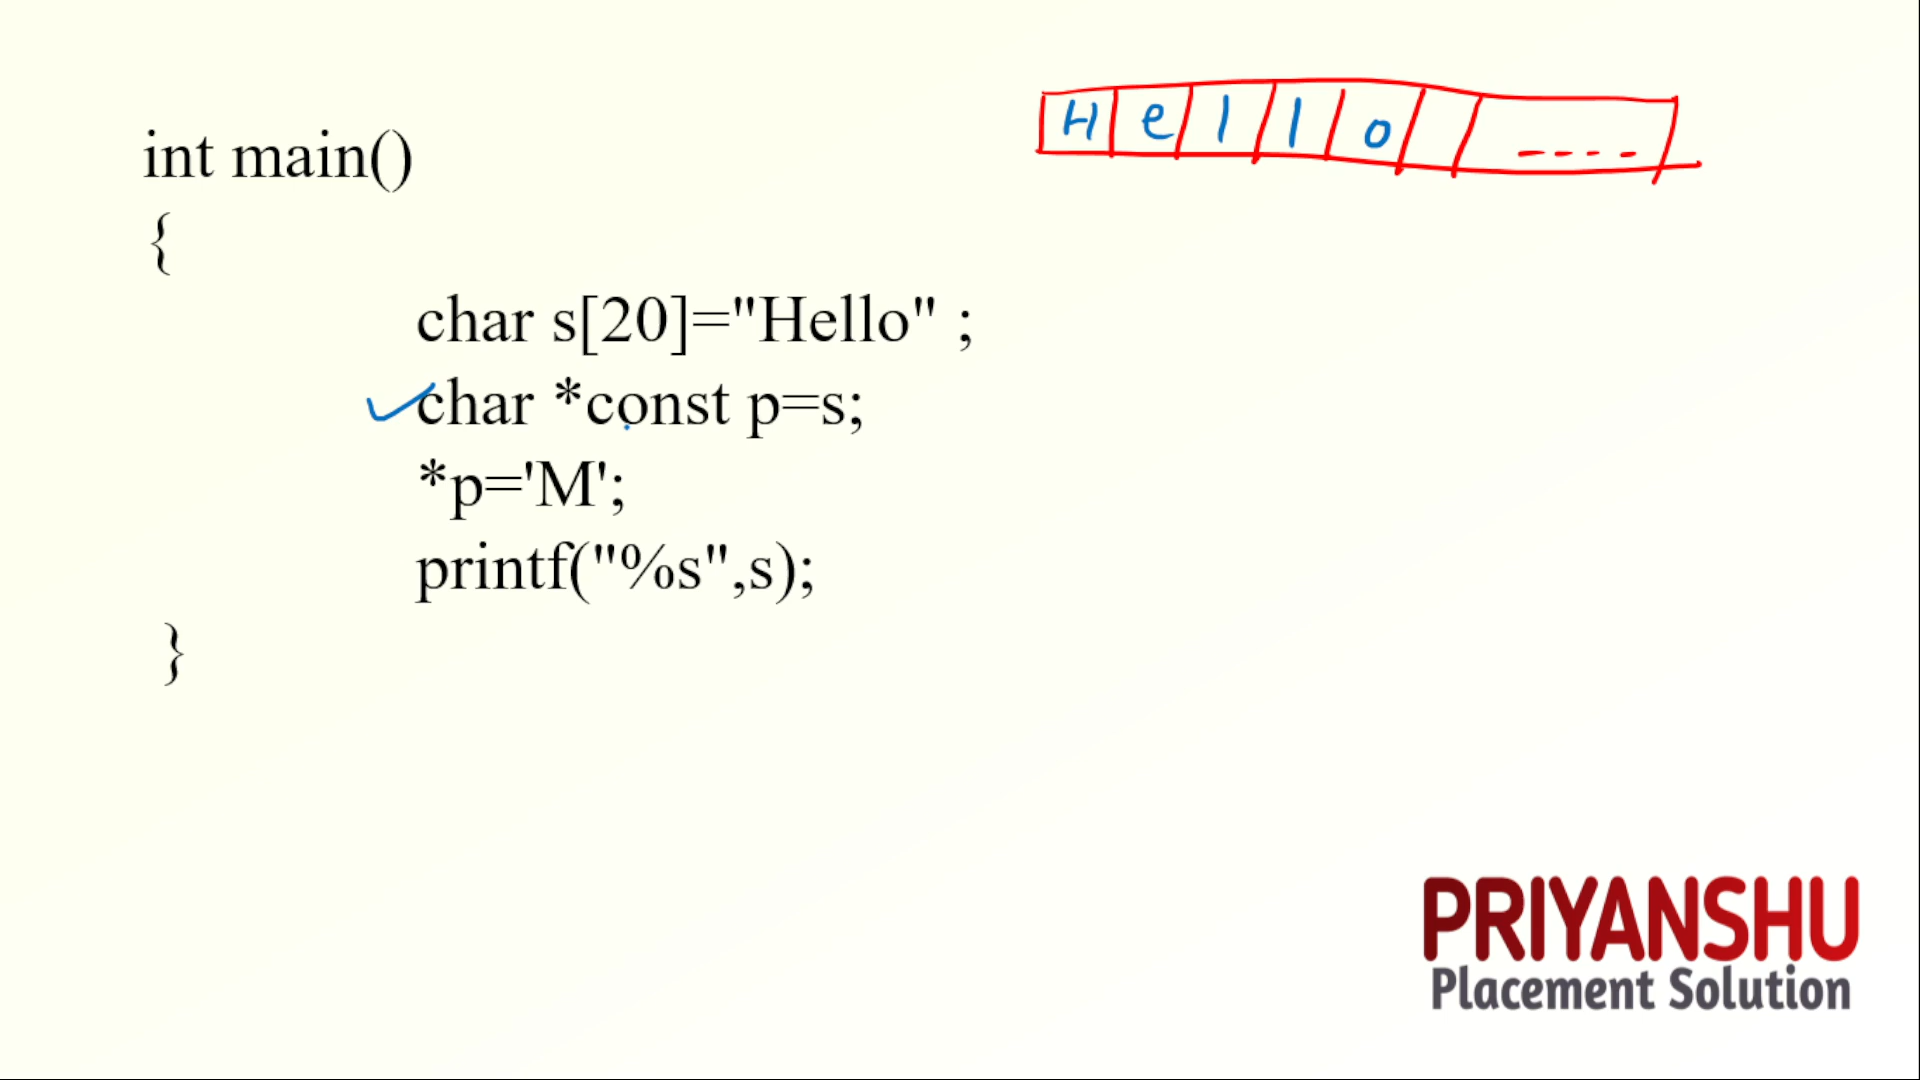 H e l l o ----
int main()
{
char s[20]="Hello" ;
char *const p=s;
*p='M';
printf("%s",s);
}
PRIYANSHU
Placement Solution